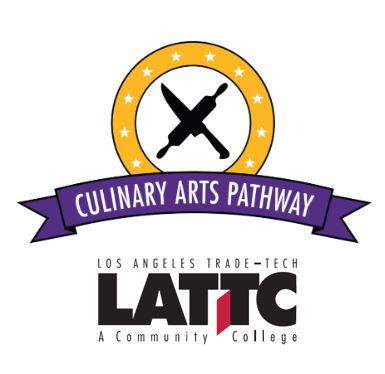 CULINARY ARTS PATHWAY
LOS ANGELES TRADE–TECH
LATTC
A Community College